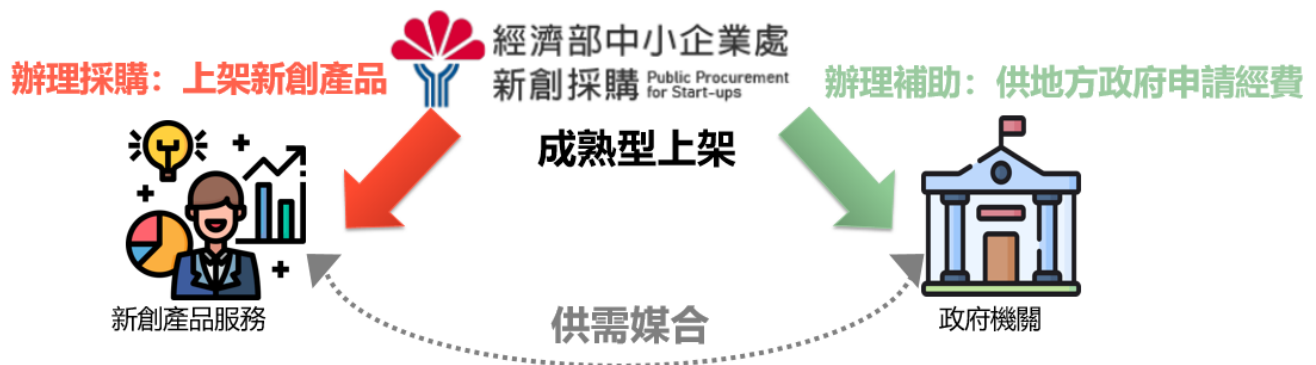 經濟部中小企業處
新創採購 Public Procurement for Start-ups
辦理採購：上架新創產品
辦理補助：供地方政府申請經費
成熟型上架
新創產品服務
供需媒合
政府機關